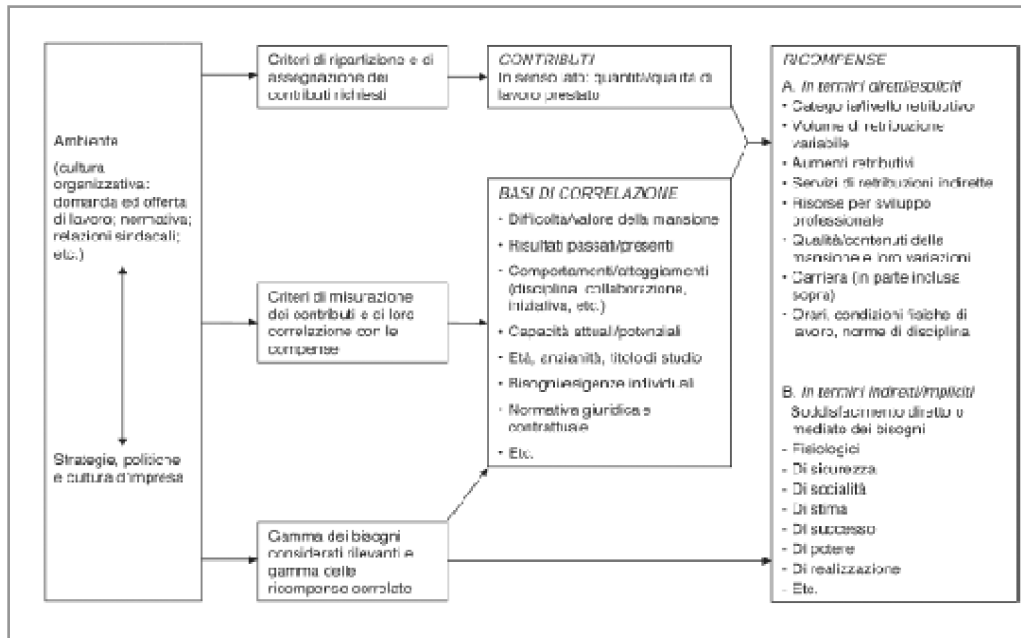 Ambiente
(cultura
organizzativa:
domanda ed offerta
di lavoro; normativa;
relazioni sindacali;
etc.)
Strategie, politiche
e cultura d'impresa
Criteri di ripartizione e di
assegnazione dei
contributi richiesti
Criteri di misurazione
dei contributi e di loro
correlazione con le
compense
Gamma dei bisogni
considerati rilevanti e
gamma delle
ricompense correlate
CONTRIBUTI
In senso lato: quantità/qualità di
lavoro prestato
BASI DI CORRELAZIONE
• Difficoltà/valore della mansione
• Risultati passati/presenti
• Comportamenti/atteggiamenti
(disciplina, collaborazione,
iniziativa, etc.)
• Capacità attuali/potenziali
• Età, anzianità, titolo di studio
• Bisogni/esigenze individuali
• Normativa giuridica e
contrattuale
• Etc.
RICOMPENSE
A. In termini diretti/espliciti
• Categoria/livello retributivo
• Volume di retribuzione
variabile
• Aumenti retributivi
• Servizi di retribuzioni indirette
• Risorse per sviluppo
professionale
• Qualità/contenuti delle
mansione e loro variazioni
• Carriera (in parte inclusa
sopra)
• Orari, condizioni fisiche di
lavoro, norme di disciplina
B. In termini indiretti/impliciti
Soddisfacimento diretto o
mediato dei bisogni
- Fisiologici
- Di sicurezza
- Di socialità
- Di stima
- Di successo
- Di potere
- Di realizzazione
- Etc.